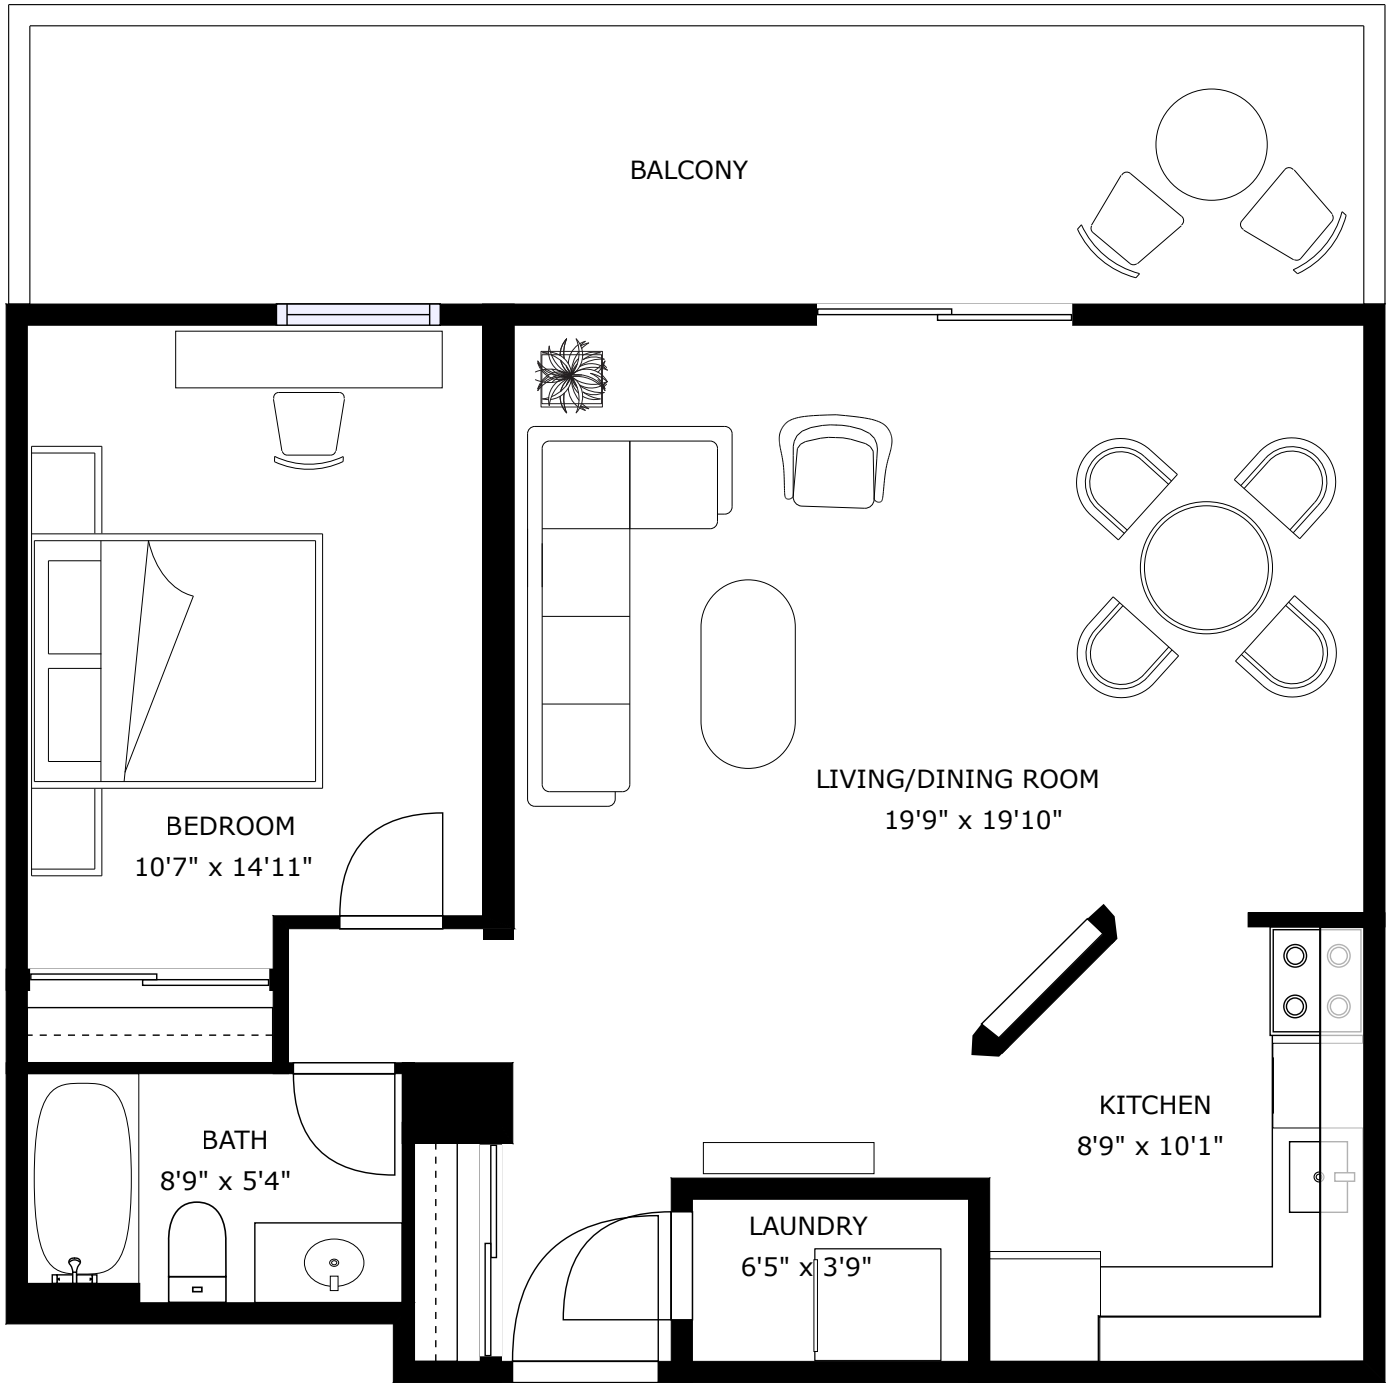 BALCONY
LIVING/DINING ROOM
19'9" x 19'10"
BEDROOM
10'7" x 14'11"
KITCHEN
8'9" x 10'1"
BATH
8'9" x 5'4"
LAUNDRY
6'5" x 3'9"